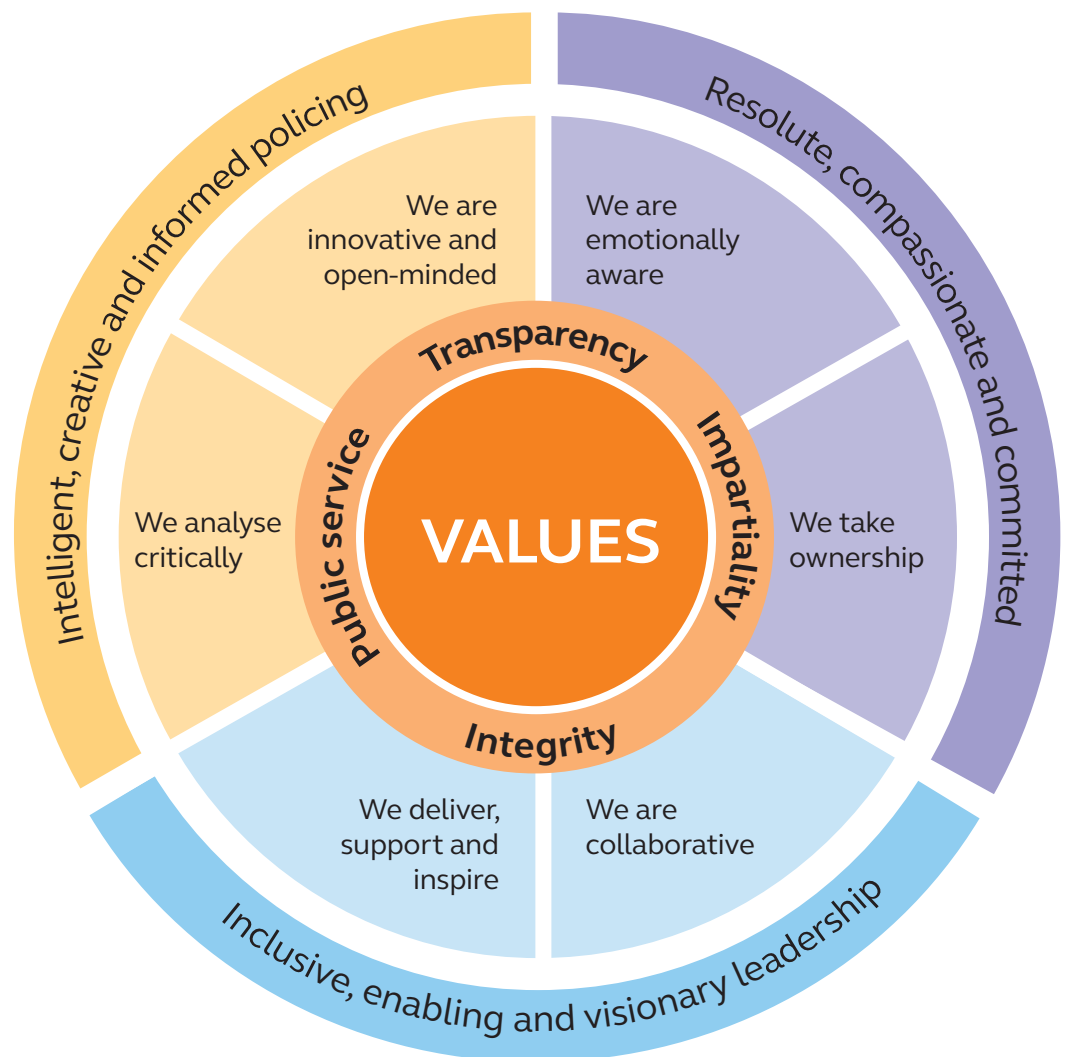 Intelligent, creative and informed policing
Resolute, compassionate and committed
We are
innovative and
open-minded
We are
emotionally
aware
Transparency
Public service
Impartiality
We analyse
critically
VALUES
We take
ownership
Integrity
We deliver,
support and
inspire
We are
collaborative
Inclusive, enabling and visionary leadership